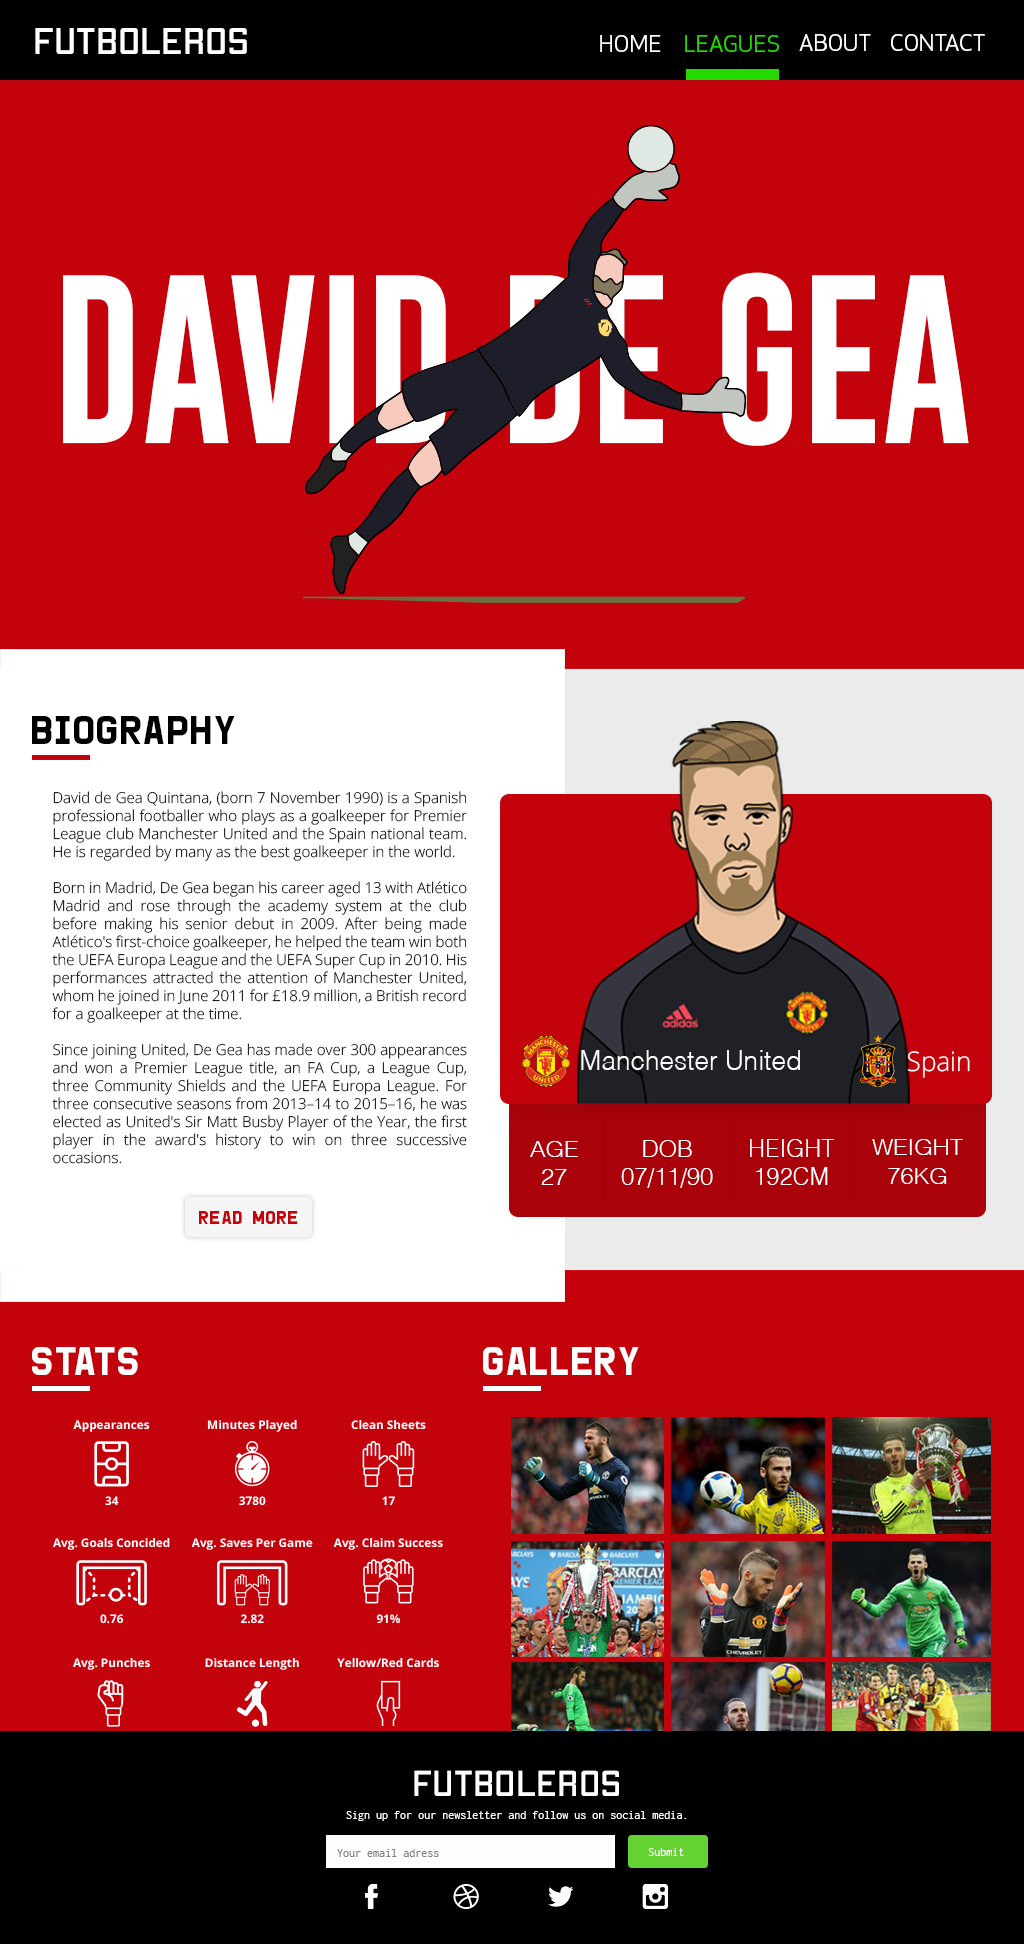 FUTBOLEROS
HOME LEAGUES ABOUT CONTACT
DAVID DE GEA
BIOGRAPHY
David de Gea Quintana, (born 7 November 1990) is a Spanish
professional footballer who plays as a goalkeeper for Premier
League club Manchester United and the Spain national team.
He is regarded by many as the best goalkeeper in the world.
Born in Madrid, De Gea began his career aged 13 with Atlético
Madrid and rose through the academy system at the club
before making his senior debut in 2009. After being made
Atlético's first-choice goalkeeper, he helped the team win both
the UEFA Europa League and the UEFA Super Cup in 2010. His
performances attracted the attention of Manchester United,
whom he joined in June 2011 for £18.9 million, a British record
for a goalkeeper at the time.
Since joining United, De Gea has made over 300 appearances
and won a Premier League title, an FA Cup, a League Cup,
three Community Shields and the UEFA Europa League. For
three consecutive seasons from 2013–14 to 2015–16, he was
elected as United's Sir Matt Busby Player of the Year, the first
player in the award's history to win on three successive
occasions.
READ MORE
adidas
MANCHESTER
UNITED
Manchester United
Spain
AGE
27
DOB
07/11/90
HEIGHT
192CM
WEIGHT
76KG
STATS
Appearances
34
Minutes Played
3780
Clean Sheets
17
Avg. Goals Concided
0.76
Avg. Saves Per Game
2.82
Avg. Claim Success
91%
Avg. Punches
Distance Length
Yellow/Red Cards
GALLERY
CHEVROLET
BARCLAYS
BARCLAY
CHEVROLET
FUTBOLEROS
Sign up for our newsletter and follow us on social media.
Your email adress
Submit